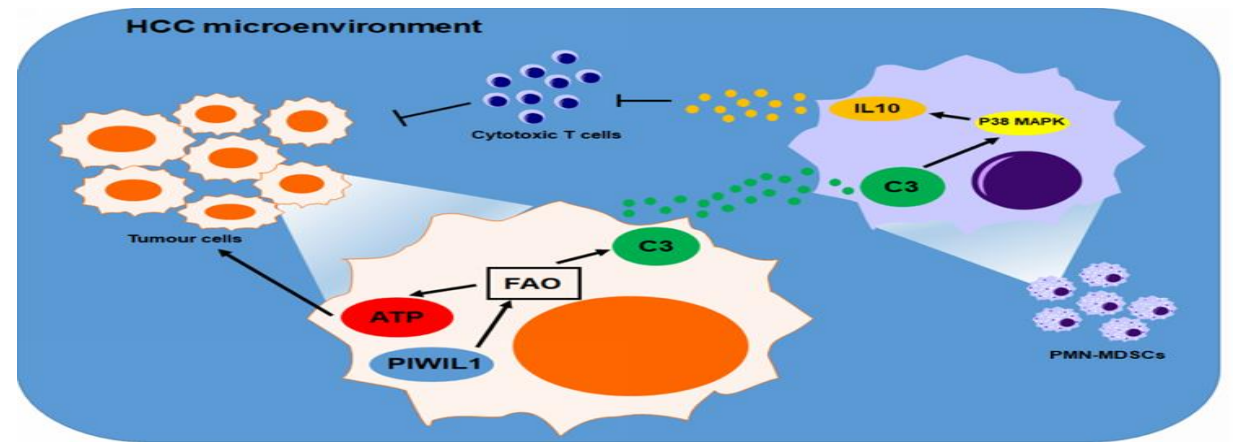 HCC microenvironment
Cytotoxic T cells
IL10
P38 MAPK
C3
Tumour cells
C3
FAO
ATP
PIWIL1
PMN-MDSCs